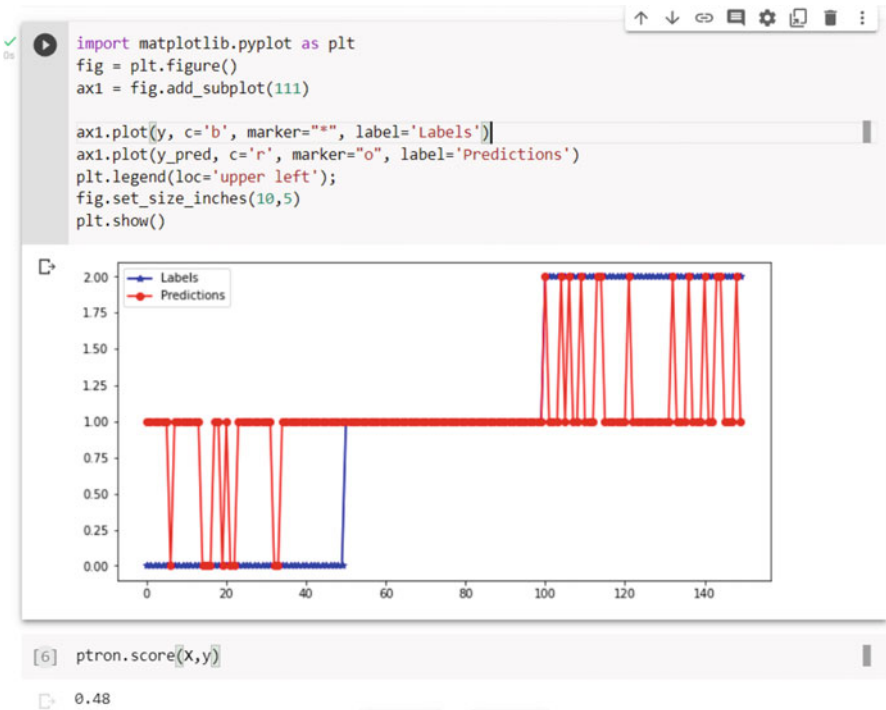 0s
import matplotlib.pyplot as plt
fig = plt.figure()
ax1 = fig.add_subplot(111)
ax1.plot(y, c='b', marker="*", label='Labels')
ax1.plot(y_pred, c='r', marker="o", label='Predictions')
plt.legend(loc='upper left');
fig.set_size_inches(10,5)
plt.show()
Labels
Predictions
2.00
1.75
1.50
1.25
1.00
0.75
0.50
0.25
0.00
0 20 40 60 80 100 120 140
[6] ptron.score(X,y)
0.48